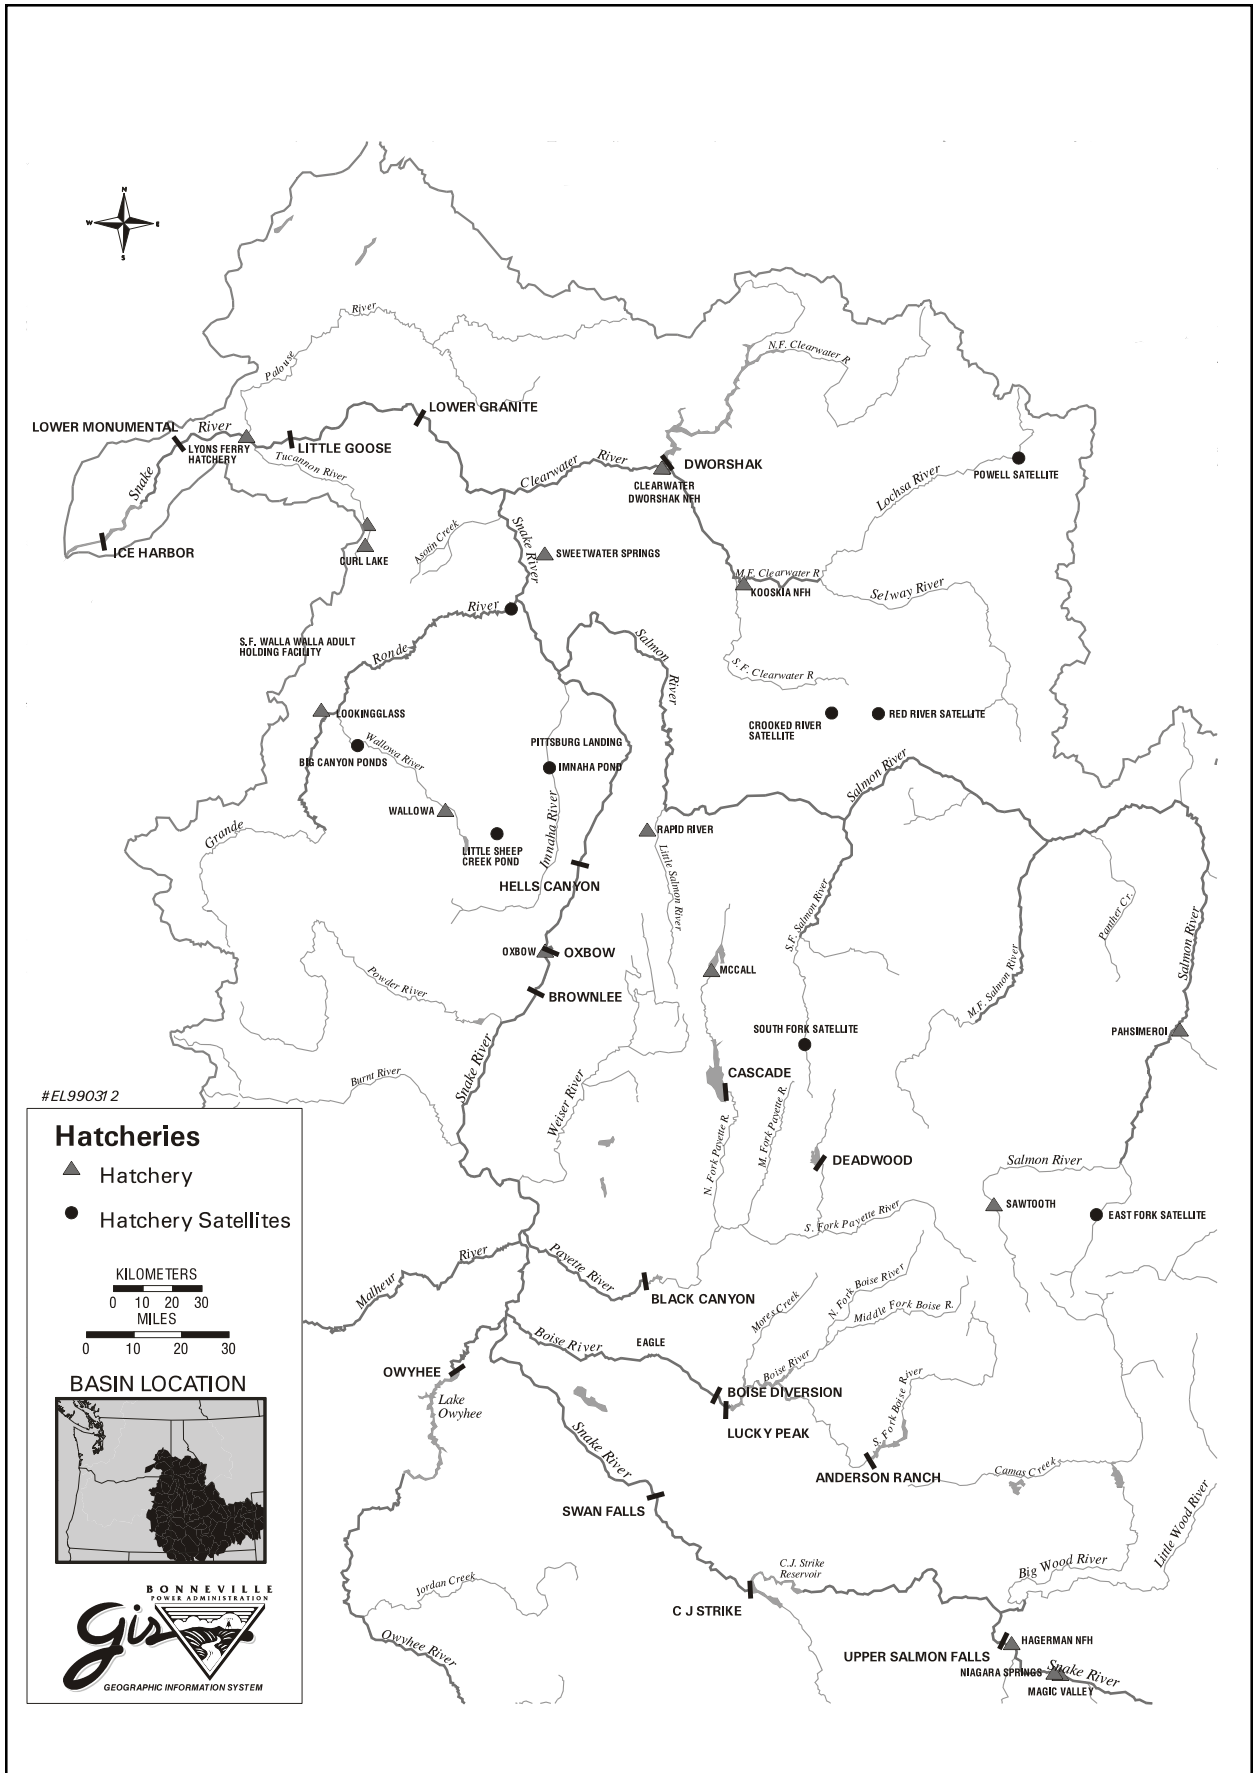 N
W
E
S
River
Palouse
N.F. Clearwater R
LOWER GRANITE
LOWER MONUMENTAL
River
LITTLE GOOSE
LYONS FERRY
HATCHERY
Tucannon River
Snake
Clearwater
River
DWORSHAK
CLEARWATER
DWORSHAK NFH
Lochsa River
POWELL SATELLITE
ICE HARBOR
CURL LAKE
Asotin Creek
Snake River
SWEETWATER SPRINGS
M.F. Clearwater R
KOOSKIA NFH
Selway River
River
Ronde
S.F. WALLA WALLA ADULT
HOLDING FACILITY
Salmon
River
S. F. Clearwater R
LOOKINGGLASS
CROOKED RIVER
SATELLITE
RED RIVER SATELLITE
Wallowa River
BIG CANYON PONDS
PITTSBURG LANDING
IMNAHA POND
Salmon River
WALLOWA
Imnaha River
Grande
LITTLE SHEEP
CREEK POND
RAPID RIVER
Little Salmon River
HELLS CANYON
S.F. Salmon River
Panther Cr.
Salmon River
OXBOW
OXBOW
MCCALL
Powder River
BROWNLEE
M.F. Salmon River
SOUTH FORK SATELLITE
PAHSIMEROI
Snake River
Burnt River
Weiser River
CASCADE
N. Fork Payette R.
M. Fork Payette R.
DEADWOOD
Salmon River
SAWTOOTH
EAST FORK SATELLITE
S. Fork Payette River
#EL990312
Hatcheries
Hatchery
Hatchery Satellites
KILOMETERS
0 10 20 30
MILES
0 10 20 30
BASIN LOCATION
BONNEVILLE
POWER ADMINISTRATION
gis
GEOGRAPHIC INFORMATION SYSTEM
Malheur
River
Payette River
BLACK CANYON
Mores Creek
N. Fork Boise River
Middle Fork Boise R.
Boise River
EAGLE
Boise River
OWYHEE
Lake
Owyhee
BOISE DIVERSION
LUCKY PEAK
S. Fork Boise River
ANDERSON RANCH
Camas Creek
Snake River
SWAN FALLS
Little Wood River
C.J. Strike
Reservoir
Big Wood River
Jordan Creek
C J STRIKE
Owyhee River
HAGERMAN NFH
UPPER SALMON FALLS
NIAGARA SPRINGS
Snake River
MAGIC VALLEY